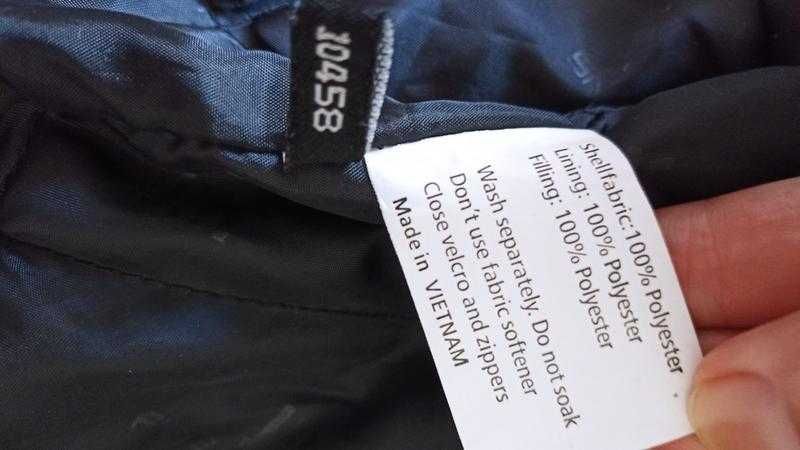 10458
Shellfabric:100% Polyester
Lining: 100% Polyester
Filling: 100% Polyester
Wash separately. Do not soak
Don't use fabric softener
Close velcro and zippers
Made in VIETNAM